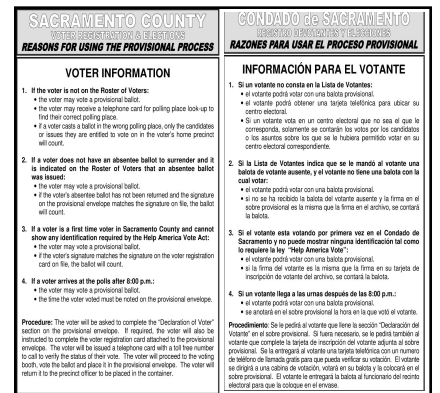 SACRAMENTO COUNTY
VOTER REGISTRATION & ELECTIONS
REASONS FOR USING THE PROVISIONAL PROCESS
VOTER INFORMATION
1. If the voter is not on the Roster of Voters:
• the voter may vote a provisional ballot.
• the voter may receive a telephone card for polling place look-up to
find their correct polling place.
• if a voter casts a ballot in the wrong polling place, only the candidates
or issues they are entitled to vote on in the voter's home precinct
will count.
2. If a voter does not have an absentee ballot to surrender and it
is indicated on the Roster of Voters that an absentee ballot
was issued:
• the voter may vote a provisional ballot.
• if the voter's absentee ballot has not been returned and the signature
on the provisional envelope matches the signature on file, the ballot
will count.
3. If a voter is a first time voter in Sacramento County and cannot
show any identification required by the Help America Vote Act:
• the voter may vote a provisional ballot.
• if the voter's signature matches the signature on the voter registration
card on file, the ballot will count.
4. If a voter arrives at the polls after 8:00 p.m.:
• the voter may vote a provisional ballot.
• the time the voter voted must be noted on the provisional envelope.
Procedure: The voter will be asked to complete the "Declaration of Voter"
section on the provisional envelope. If required, the voter will also be
instructed to complete the voter registration card attached to the provisional
envelope. The voter will be issued a telephone card with a toll free number
to call to verify the status of their vote. The voter will proceed to the voting
booth, vote the ballot and place it in the provisional envelope. The voter will
return it to the precinct officer to be placed in the container.
CONDADO de SACRAMENTO
REGISTRO DE VOTANTES Y ELECCIONES
RAZONES PARA USAR EL PROCESO PROVISIONAL
INFORMACIÓN PARA EL VOTANTE
1. Si un votante no consta en la Lista de Votantes:
• el votante podrá votar con una balota provisional.
• el votante podrá obtener una tarjeta telefónica para ubicar su
centro electoral.
• Si un votante vota en un centro electoral que no sea el que le
corresponda, solamente se contarán los votos por los candidatos
o los asuntos sobre los que se le hubiera permitido votar en su
centro electoral correspondiente.
2. Si la Lista de Votantes indica que se le mandó al votante una
balota de votante ausente, y el votante no tiene una balota con la
cual votar:
• el votante podrá votar con una balota provisional.
• si no se ha recibido la balota del votante ausente y la firma en el
sobre provisional es la misma que la firma en el archivo, se contará
la balota.
3. Si el votante esta votando por primera vez en el Condado de
Sacramento y no puede mostrar ninguna identificación tal como
lo requiere la ley "Help America Vote":
• el votante podrá votar con una balota provisional.
• si la firma del votante es la misma que la firma en su tarjeta de
inscripción de votante del archivo, se contará la balota.
4. Si un votante llega a las urnas después de las 8:00 p.m.:
• el votante podrá votar con una balota provisional.
• se anotará en el sobre provisional la hora en la que votó el votante.
Procedimiento: Se le pedirá al votante que llene la sección "Declaración del
Votante" en el sobre provisional. Si fuera necesario, se le pedirá también al
votante que complete la tarjeta de inscripción de votante adjunta al sobre
provisional. Se la entregará al votante una tarjeta telefónica con un numero
de teléfono de llamada gratis para que pueda verificar su votación. El votante
se dirigirá a una cabina de votación, votará en su balota y la colocará en el
sobre provisional. El votante le entregará la balota al funcionario del recinto
electoral para que la coloque en el envase.